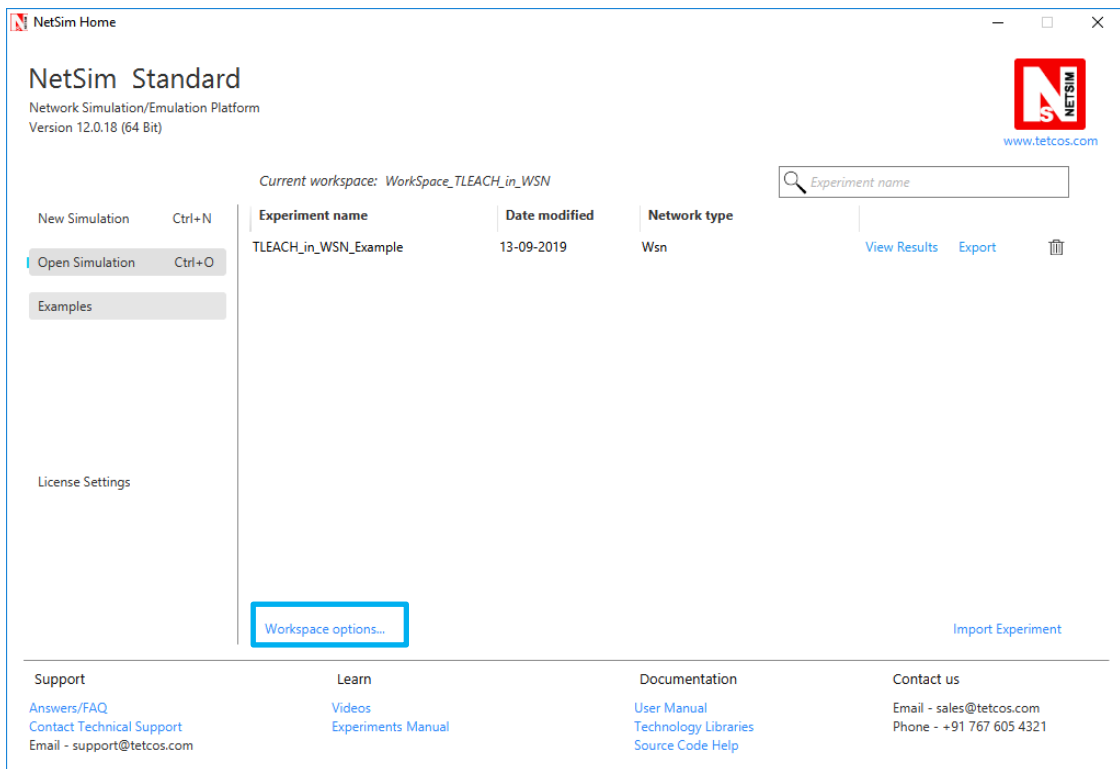 NetSim Home
NetSim Standard
Network Simulation/Emulation Platform
Version 12.0.18 (64 Bit)
NETSIM
N
S
www.tetcos.com
Current workspace: WorkSpace_TLEACH_in_WSN
Experiment name
New Simulation Ctrl+N
Open Simulation Ctrl+O
Examples
License Settings
Experiment name Date modified Network type
TLEACH_in_WSN_Example 13-09-2019 Wsn View Results Export
Workspace options...
Import Experiment
Support
Answers/FAQ
Contact Technical Support
Email - support@tetcos.com
Learn
Videos
Experiments Manual
Documentation
User Manual
Technology Libraries
Source Code Help
Contact us
Email - sales@tetcos.com
Phone - +91 767 605 4321